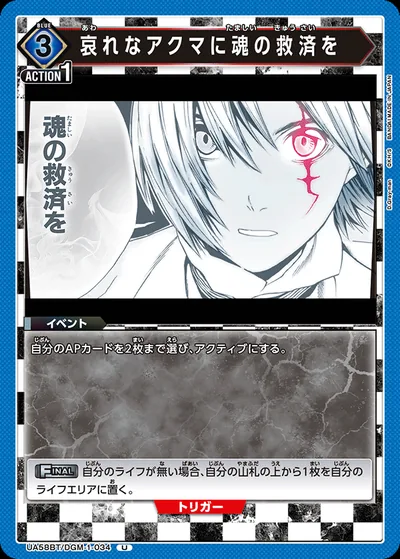 BLUE
3
ACTION 1
哀れなアクマに魂の救済を
魂の
救済を
イベント
自分のAPカードを2枚まで選び、アクティブにする。
FINAL 自分のライフが無い場合、自分の山札の上から1枚を自分の
ライフエリアに置く。
トリガー
UA58BT/DGM-1-034 U